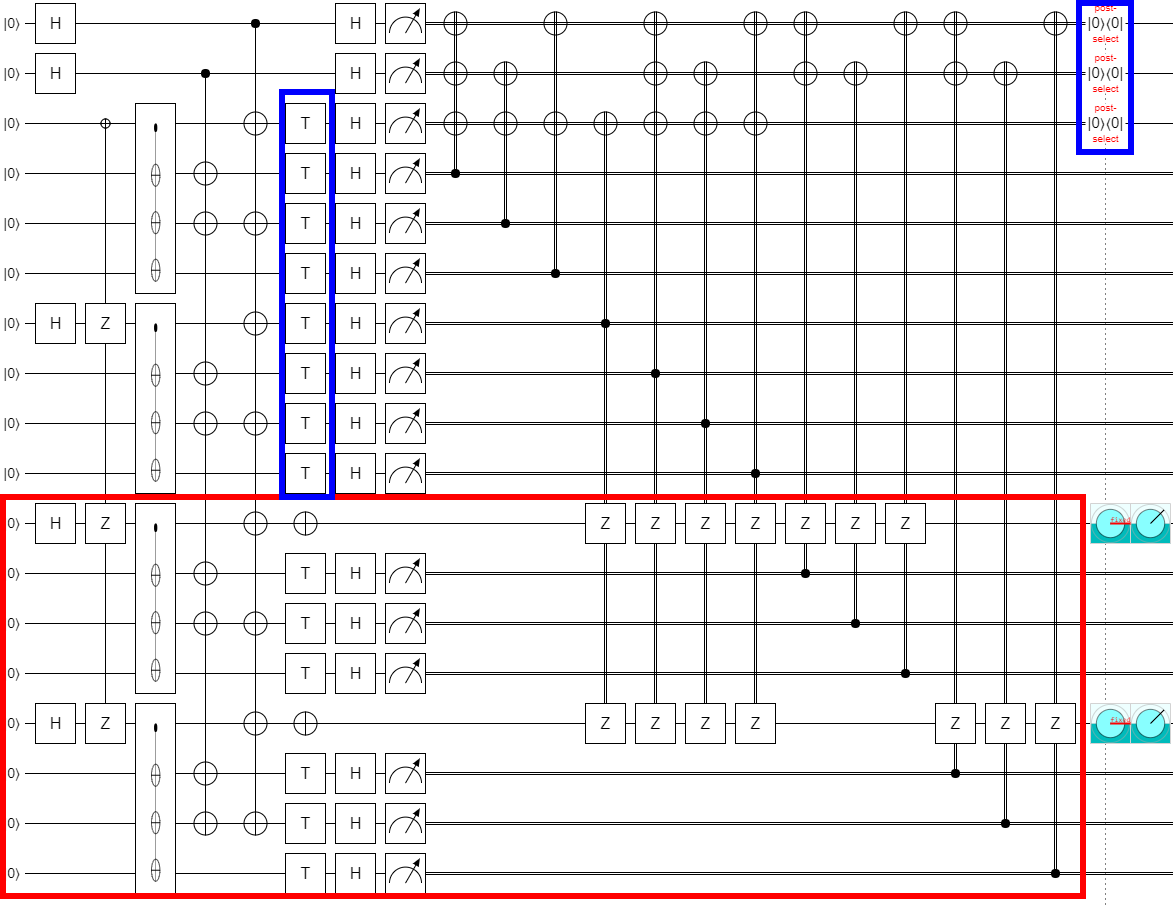 post-
|0⟩ H H |0⟩⟨0|
select
post-
|0⟩ H H |0⟩⟨0|
select
post-
|0⟩ T H |0⟩⟨0|
select
|0⟩ T H
|0⟩ T H
|0⟩ T H
|0⟩ H Z T H
|0⟩ T H
|0⟩ T H
|0⟩ T H
0⟩ H Z Z Z Z Z Z Z Z
0⟩ T H
0⟩ T H
0⟩ T H
0⟩ H Z Z Z Z Z Z Z Z
0⟩ T H
0⟩ T H
0⟩ T H